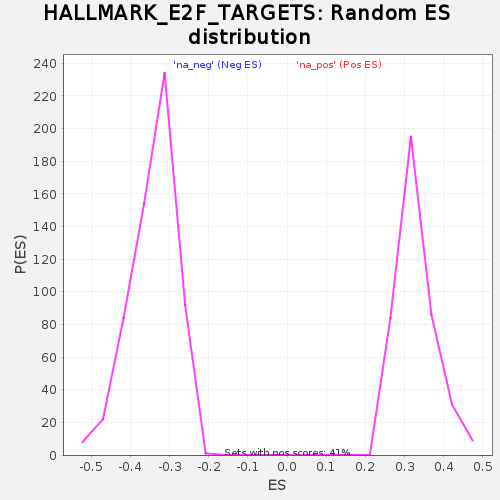 HALLMARK_E2F_TARGETS: Random ES
distribution
'na_neg' (Neg ES) 'na_pos' (Pos ES)
240
220
200
180
160
140
120
100
80
60
40
20
0
P(ES)
Sets with pos scores: 41%
-0.5 -0.4 -0.3 -0.2 -0.1 0.0 0.1 0.2 0.3 0.4 0.5
ES